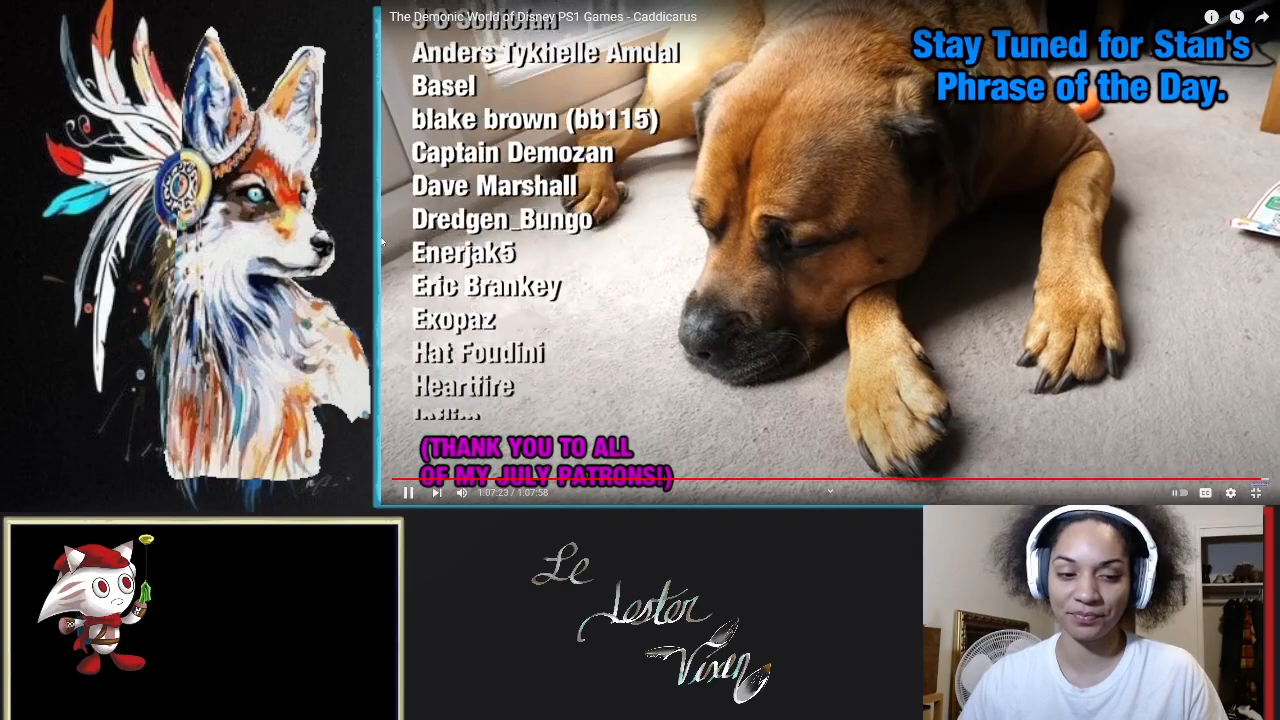 The Demonic World of Disney PS1 Games - Caddicarus
Anders Tykhelle Amdal
Basel
blake brown (bb115)
Captain Demozan
Dave Marshall
Dredgen_Bungo
Enerjak5
Eric Brankey
Exopaz
Hat Foudini
Heartfire
(THANK YOU TO ALL
OF MY JULY PATRONS!)
1:07:23 / 1:07:58
Stay Tuned for Stan's
Phrase of the Day.
Le
Jester
Vixen